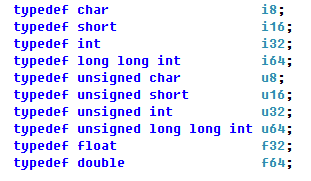 typedef char                   i8;
typedef short                  i16;
typedef int                    i32;
typedef long long int          i64;
typedef unsigned char          u8;
typedef unsigned short         u16;
typedef unsigned int           u32;
typedef unsigned long long int u64;
typedef float                  f32;
typedef double                 f64;